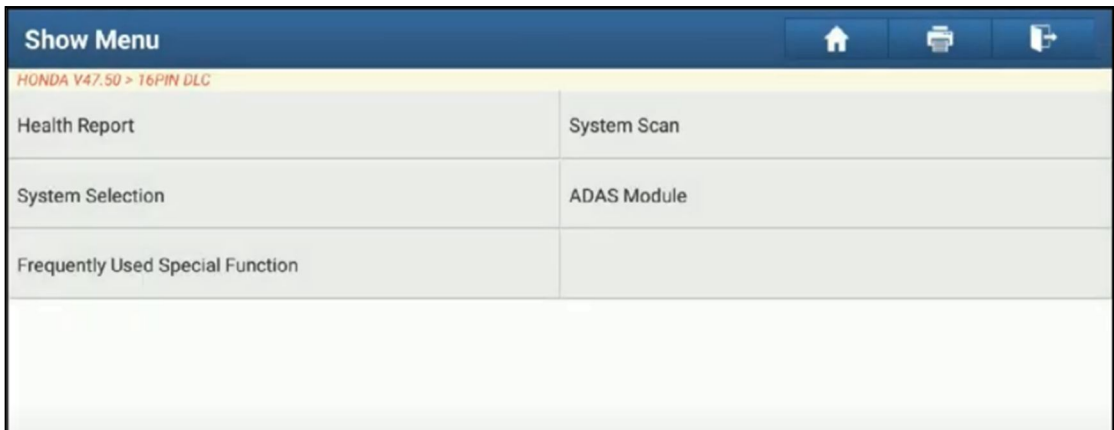 Show Menu
HONDA V47.50 > 16PIN DLC
Health Report
System Scan
System Selection
ADAS Module
Frequently Used Special Function